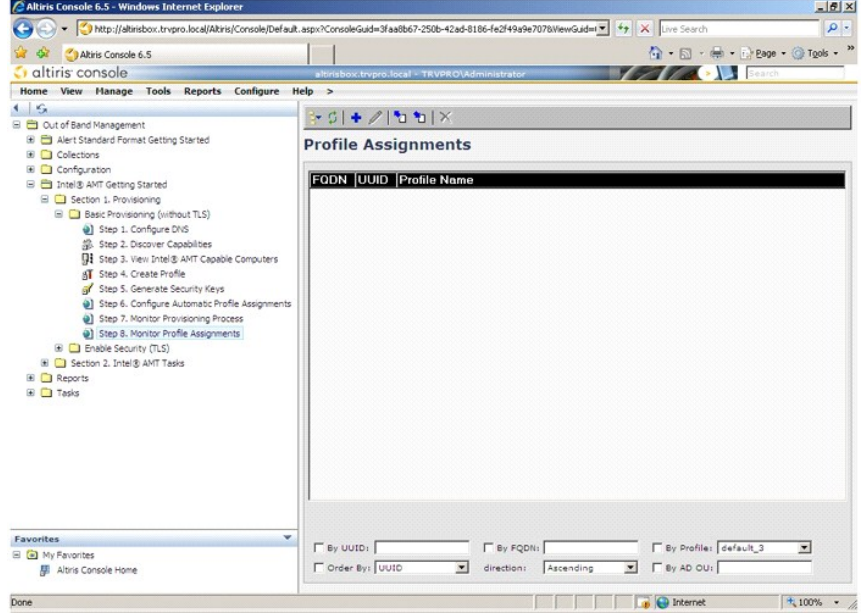 Altiris Console 6.5 - Windows Internet Explorer
http://altirisbox.trvpro.local/Altiris/Console/Default.aspx?ConsoleGuid=3faa8b67-250b-42ad-8186-fe2f49a9e707&ViewGuid=
Live Search
Altiris Console 6.5
Page
Tools
altiris console
altirisbox.trvpro.local - TRVPRO\Administrator
Search
Home View Manage Tools Reports Configure Help >
Out of Band Management
Alert Standard Format Getting Started
Collections
Configuration
Intel® AMT Getting Started
Section 1. Provisioning
Basic Provisioning (without TLS)
Step 1. Configure DNS
Step 2. Discover Capabilities
Step 3. View Intel® AMT Capable Computers
Step 4. Create Profile
Step 5. Generate Security Keys
Step 6. Configure Automatic Profile Assignments
Step 7. Monitor Provisioning Process
Step 8. Monitor Profile Assignments
Enable Security (TLS)
Section 2. Intel® AMT Tasks
Reports
Tasks
Profile Assignments
FQDN UUID Profile Name
Favorites
My Favorites
Altiris Console Home
By UUID: By FQDN: By Profile: default_3
Order By: UUID direction: Ascending By AD OU:
Done
Internet
100%